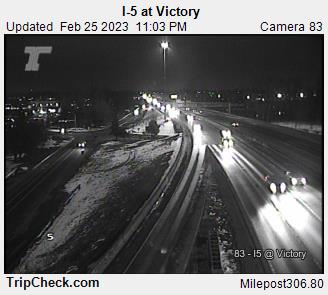 I-5 at Victory
Updated Feb 25 2023 11:03 PM Camera 83
T
S
83 - I5 @ Victory
TripCheck.com Milepost306.80